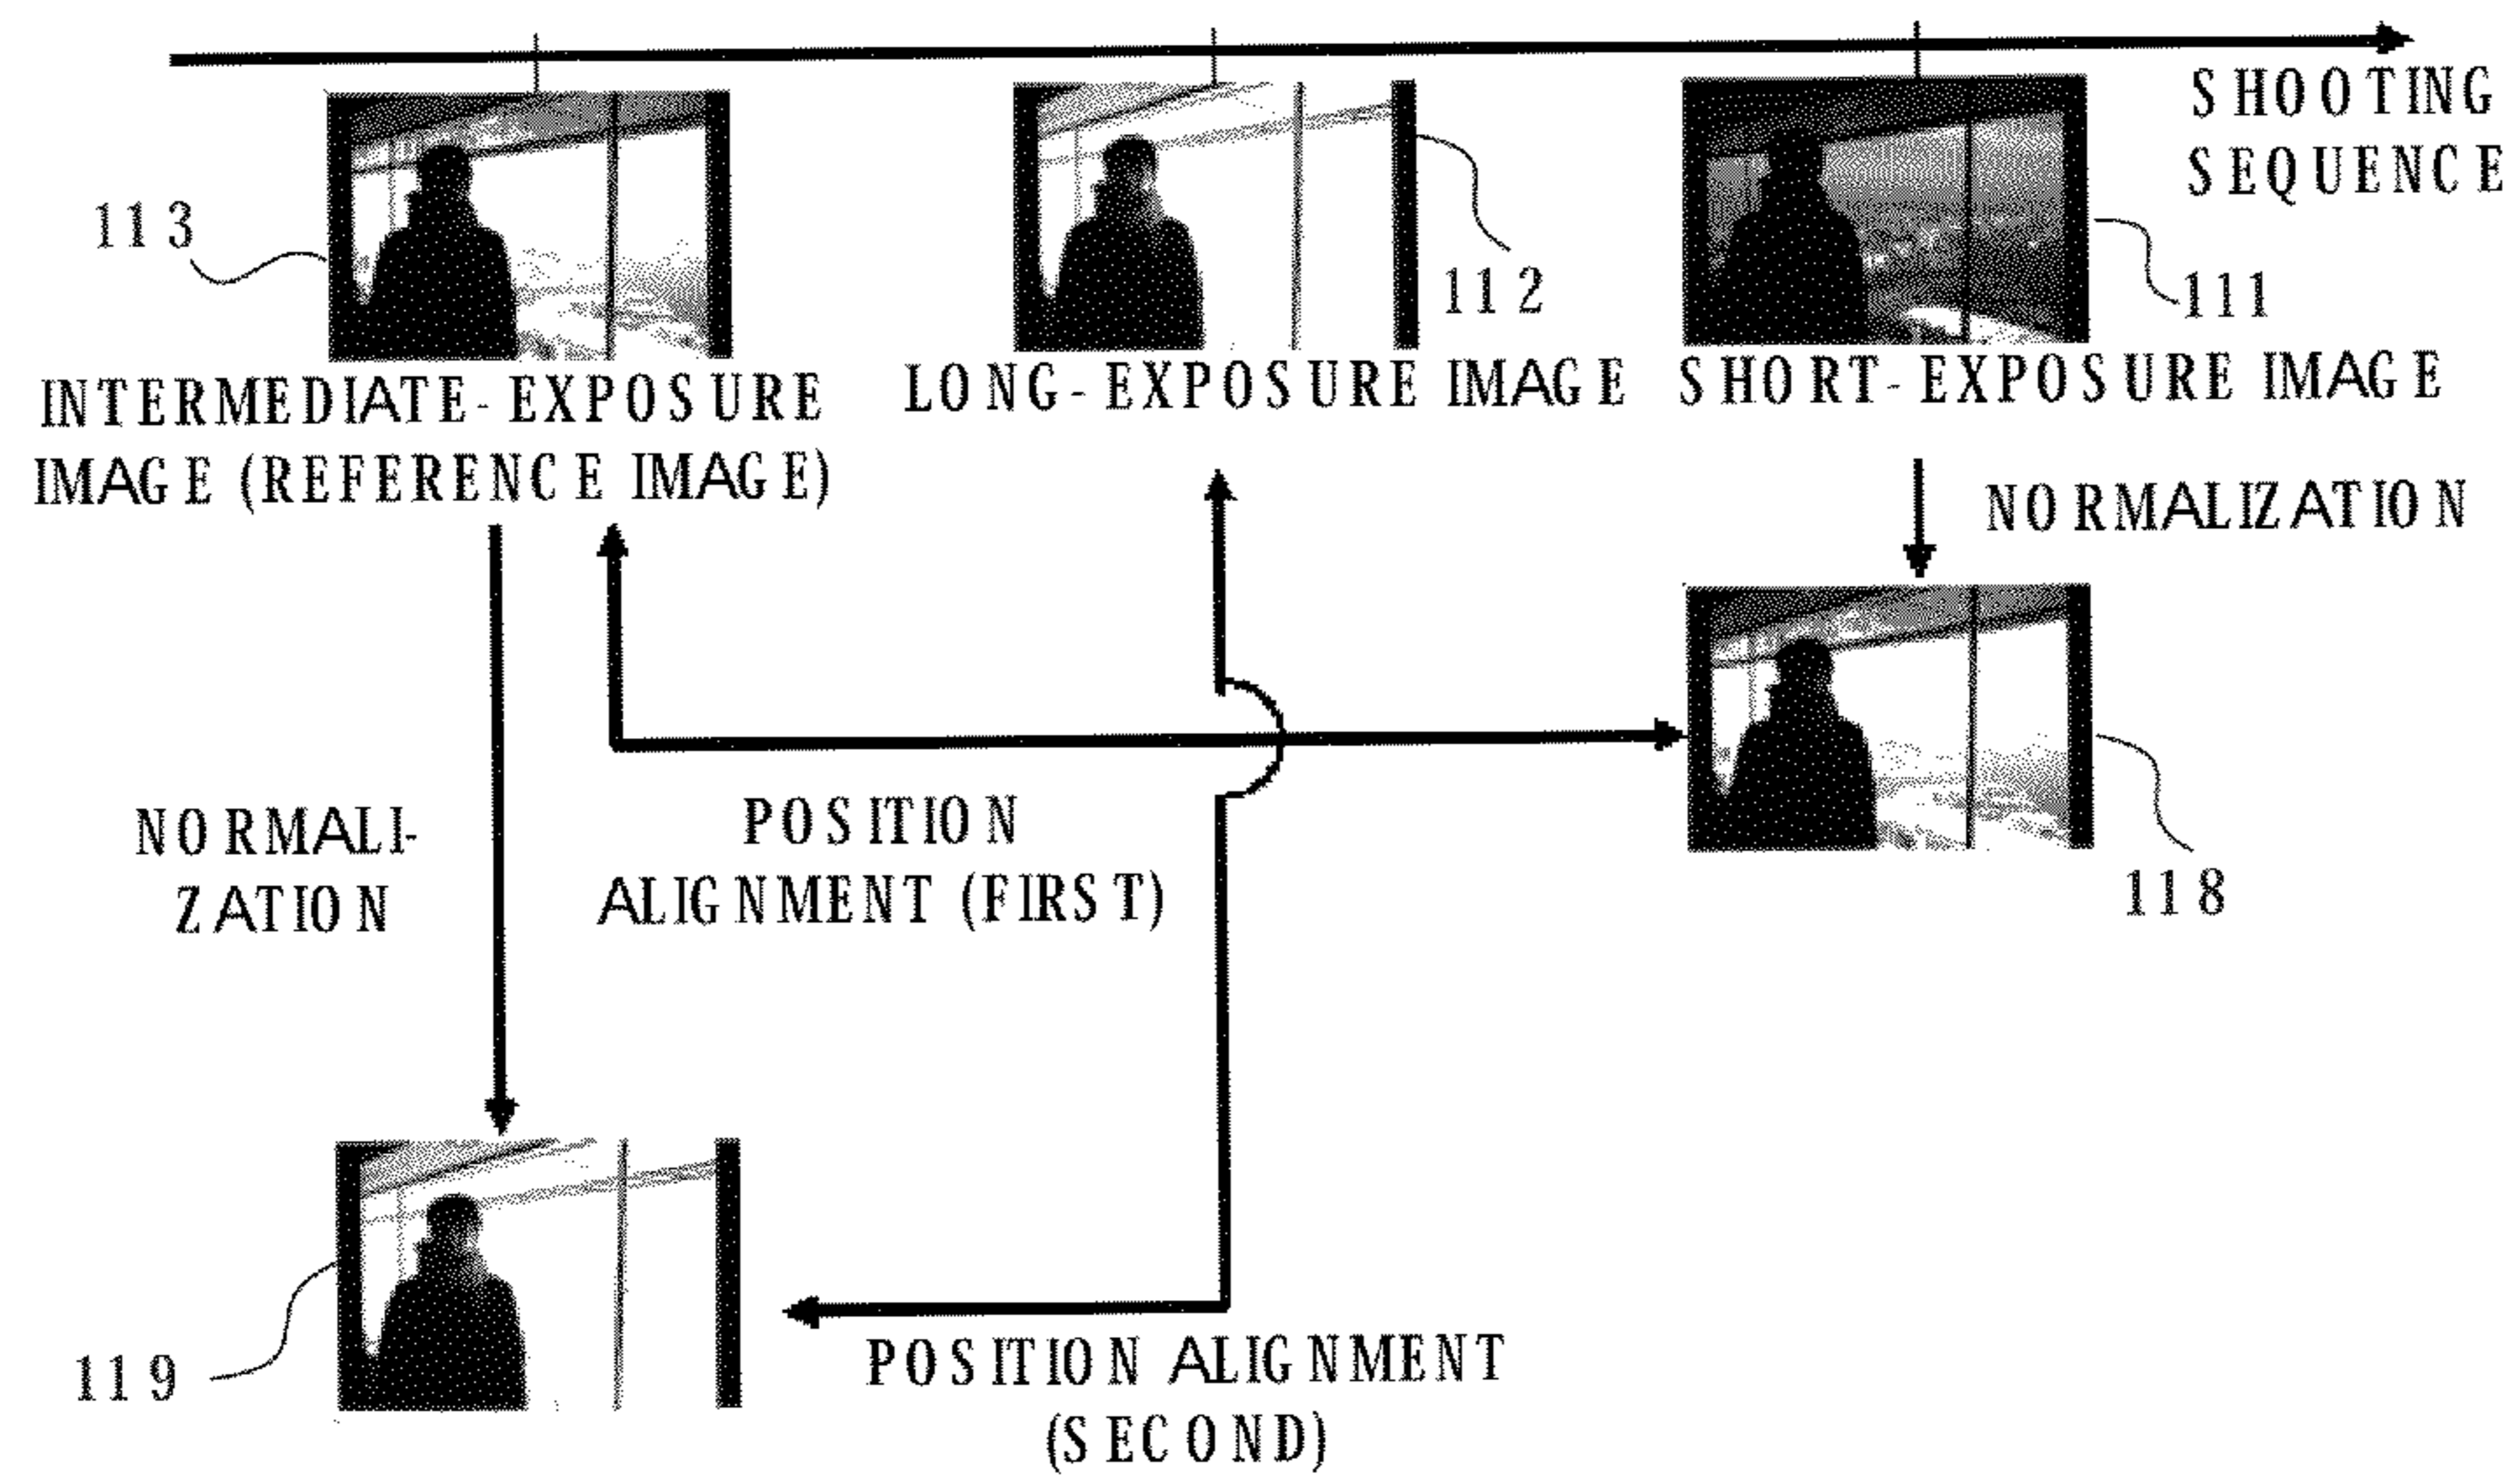 SHOOTING
SEQUENCE
113
112
111
INTERMEDIATE-EXPOSURE
IMAGE (REFERENCE IMAGE)
LONG-EXPOSURE IMAGE
SHORT-EXPOSURE IMAGE
NORMALIZATION
118
NORMALI-
ZATION
POSITION
ALIGNMENT (FIRST)
119
POSITION ALIGNMENT
(SECOND)